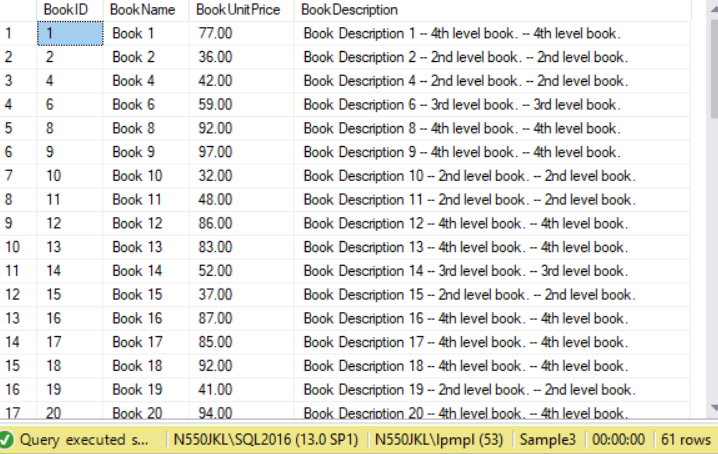 BookID BookName BookUnitPrice BookDescription
1 1 Book 1 77.00 Book Description 1 -- 4th level book. -- 4th level book.
2 2 Book 2 36.00 Book Description 2 -- 2nd level book. -- 2nd level book.
3 4 Book 4 42.00 Book Description 4 -- 2nd level book. -- 2nd level book.
4 6 Book 6 59.00 Book Description 6 -- 3rd level book. -- 3rd level book.
5 8 Book 8 92.00 Book Description 8 -- 4th level book. -- 4th level book.
6 9 Book 9 97.00 Book Description 9 -- 4th level book. -- 4th level book.
7 10 Book 10 32.00 Book Description 10 -- 2nd level book. -- 2nd level book.
8 11 Book 11 48.00 Book Description 11 -- 2nd level book. -- 2nd level book.
9 12 Book 12 86.00 Book Description 12 -- 4th level book. -- 4th level book.
10 13 Book 13 83.00 Book Description 13 -- 4th level book. -- 4th level book.
11 14 Book 14 52.00 Book Description 14 -- 3rd level book. -- 3rd level book.
12 15 Book 15 37.00 Book Description 15 -- 2nd level book. -- 2nd level book.
13 16 Book 16 87.00 Book Description 16 -- 4th level book. -- 4th level book.
14 17 Book 17 85.00 Book Description 17 -- 4th level book. -- 4th level book.
15 18 Book 18 92.00 Book Description 18 -- 4th level book. -- 4th level book.
16 19 Book 19 41.00 Book Description 19 -- 2nd level book. -- 2nd level book.
17 20 Book 20 94.00 Book Description 20 -- 4th level book. -- 4th level book.
Query executed s... N550JKL\SQL2016 (13.0 SP1) N550JKL\lpmpl (53) Sample3 00:00:00 61 rows